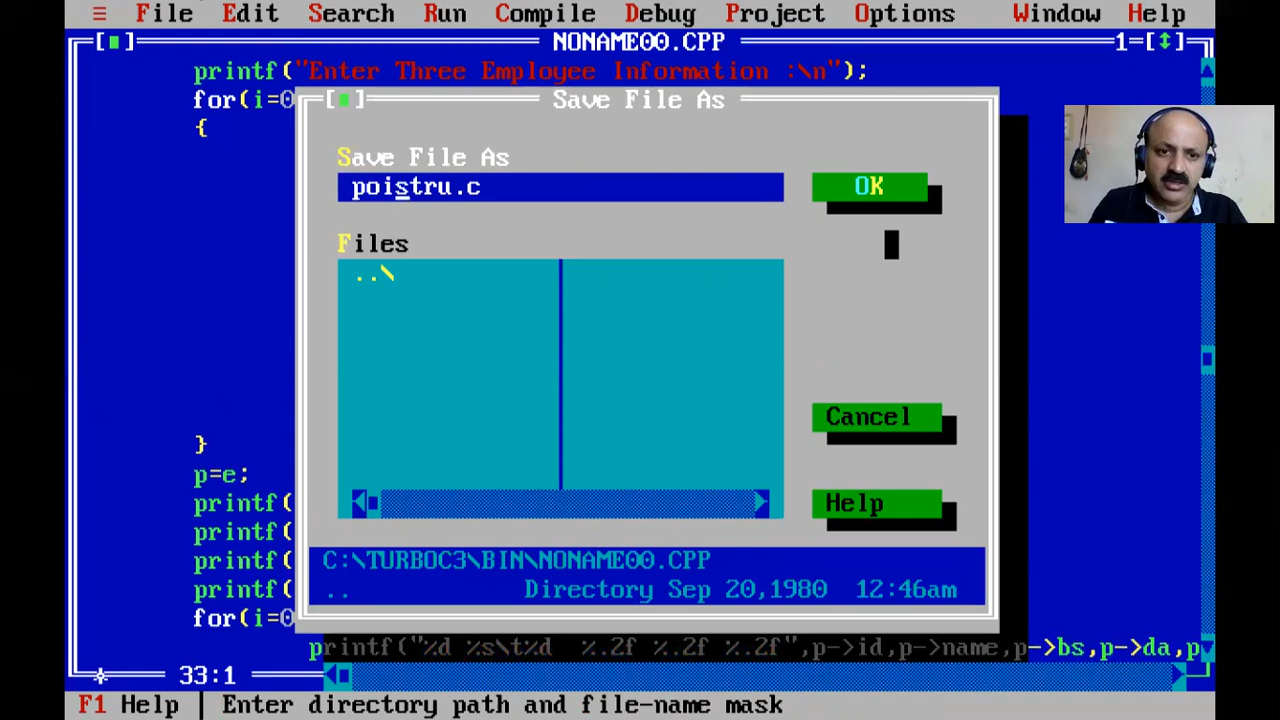 ≡ File Edit Search Run Compile Debug Project Options Window Help
[■] NONAME00.CPP 1=[↕]
printf("Enter Three Employee Information :\n");
for(i=0
{
[■] Save File As
Save File As
poistru.c
OK
Files
..\
Cancel
Help
C:\TURBOC3\BIN\NONAME00.CPP
.. Directory Sep 20,1980 12:46am
}
p=e;
printf(
printf(
printf(
printf(
for(i=0
printf("%d %s\t%d %.2f %.2f %.2f",p->id,p->name,p->bs,p->da,p
33:1
F1 Help | Enter directory path and file-name mask